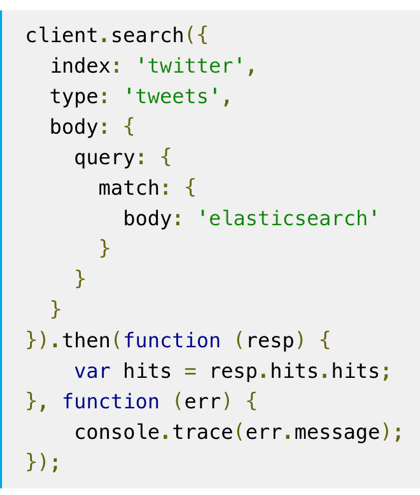 client.search({
  index: 'twitter',
  type: 'tweets',
  body: {
    query: {
      match: {
        body: 'elasticsearch'
      }
    }
  }
}).then(function (resp) {
    var hits = resp.hits.hits;
}, function (err) {
    console.trace(err.message);
});